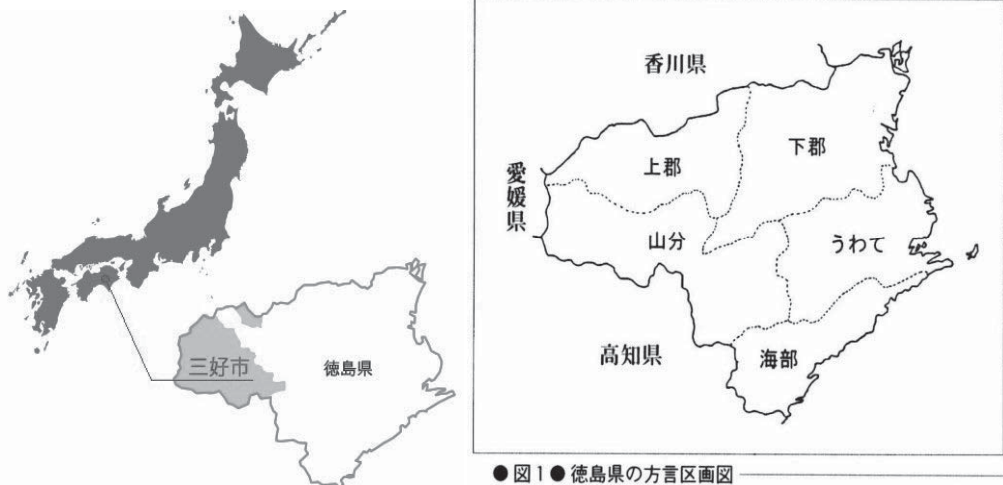 三好市
徳島県
香川県
愛媛県
上郡
下郡
山分
うわて
高知県
海部
●図1●徳島県の方言区画図